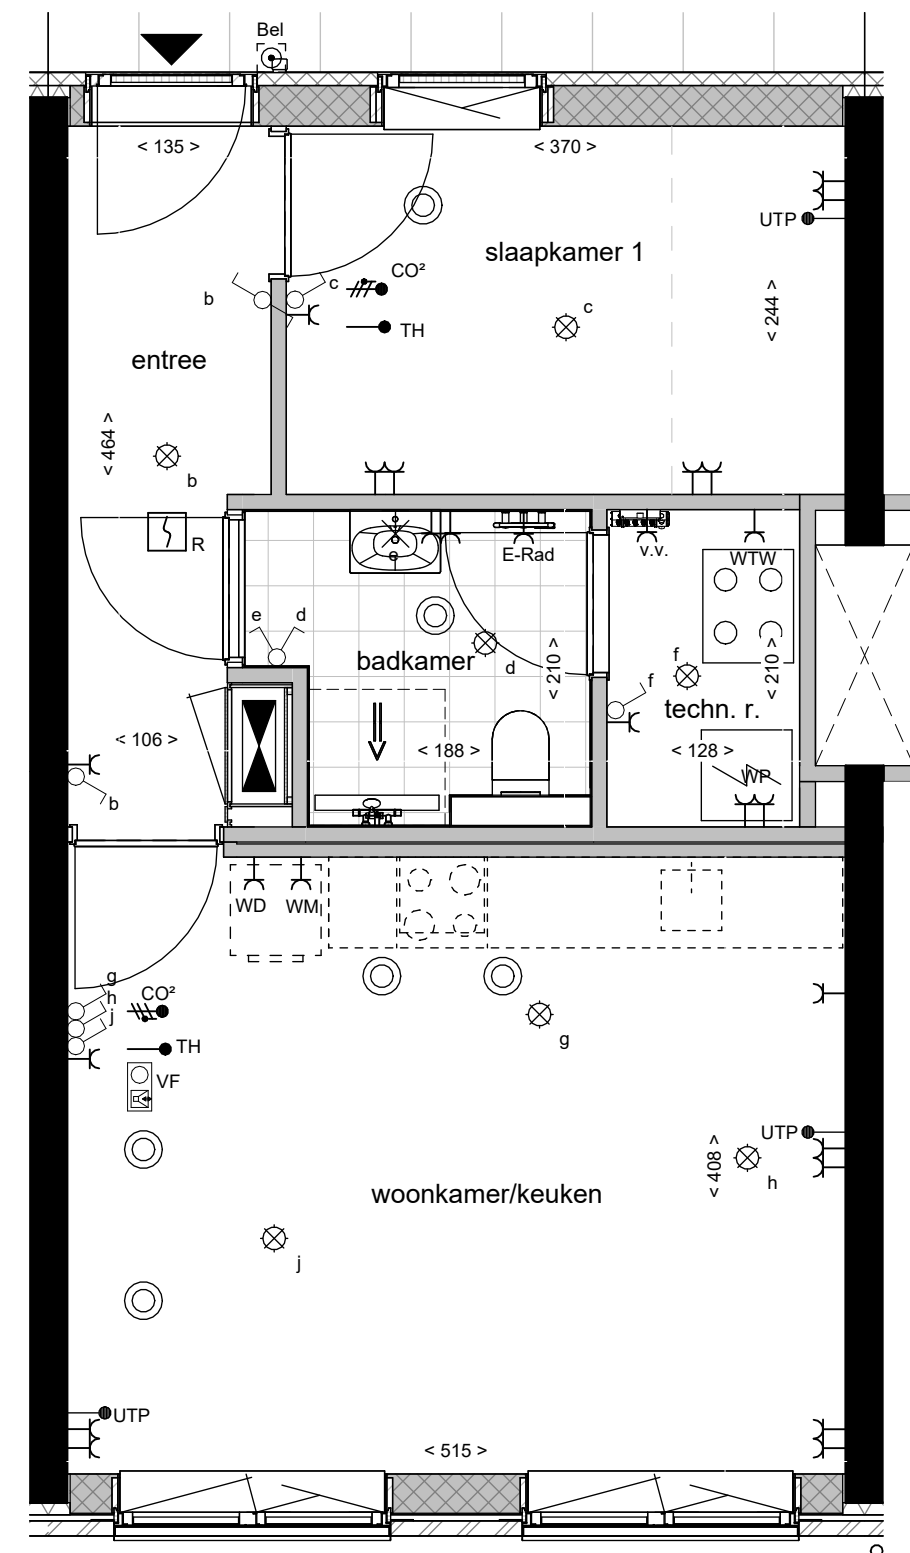 Bel
< 135 >
< 370 >
UTP
slaapkamer 1
CO²
c
b
c
< 244 >
TH
entree
< 464 >
b
R
E-Rad
v.v.
WTW
e
d
badkamer
d
< 210 >
f
f
< 210 >
techn. r.
< 106 >
< 188 >
< 128 >
WP
b
WD
WM
g
h
j
CO²
TH
VF
g
UTP
< 408 >
h
woonkamer/keuken
j
UTP
< 515 >